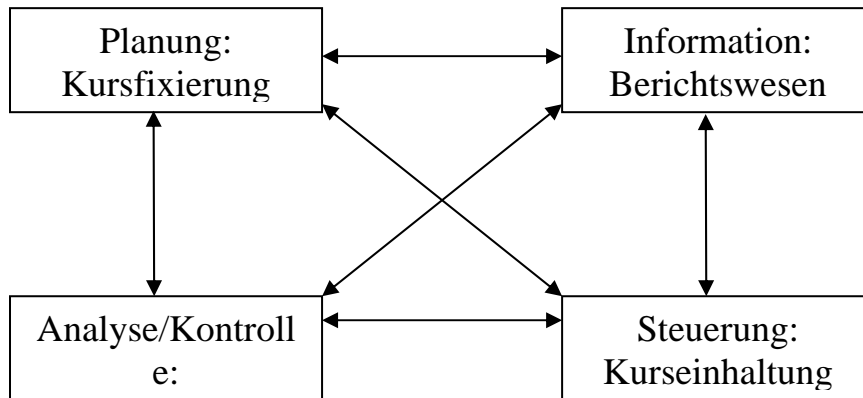 Planung:
Kursfixierung
Information:
Berichtswesen
Analyse/Kontroll
e:
Steuerung:
Kurseinhaltung